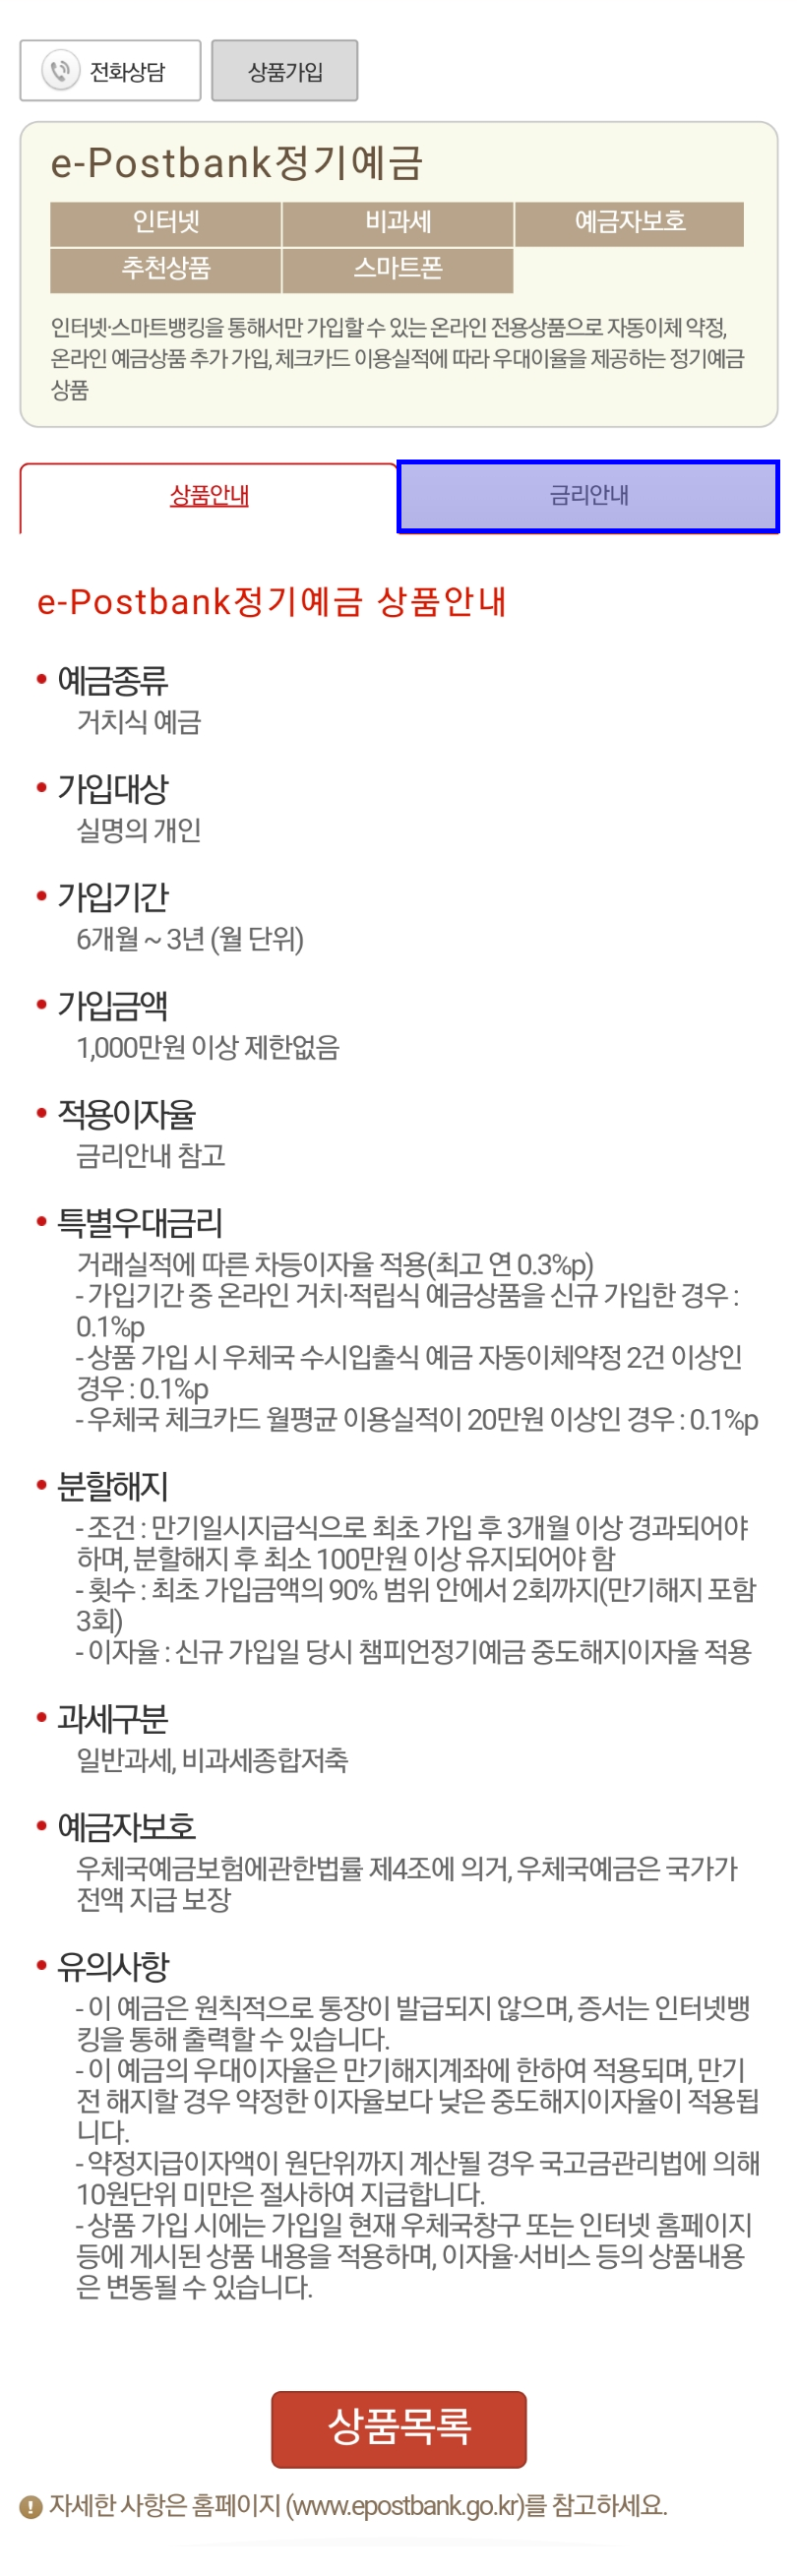 전화상담
상품가입
e-Postbank정기예금
인터넷
비과세
예금자보호
추천상품
스마트폰
인터넷·스마트뱅킹을 통해서만 가입할 수 있는 온라인 전용상품으로 자동이체 약정,
온라인 예금상품 추가 가입, 체크카드 이용실적에 따라 우대이율을 제공하는 정기예금
상품
상품안내
금리안내
e-Postbank정기예금 상품안내
• 예금종류
거치식 예금
• 가입대상
실명의 개인
• 가입기간
6개월 ~ 3년 (월 단위)
• 가입금액
1,000만원 이상 제한없음
• 적용이자율
금리안내 참고
• 특별우대금리
거래실적에 따른 차등이자율 적용(최고 연 0.3%p)
- 가입기간 중 온라인 거치·적립식 예금상품을 신규 가입한 경우 :
0.1%p
- 상품 가입 시 우체국 수시입출식 예금 자동이체약정 2건 이상인
경우 : 0.1%p
- 우체국 체크카드 월평균 이용실적이 20만원 이상인 경우 : 0.1%p
• 분할해지
- 조건 : 만기일시지급식으로 최초 가입 후 3개월 이상 경과되어야
하며, 분할해지 후 최소 100만원 이상 유지되어야 함
- 횟수 : 최초 가입금액의 90% 범위 안에서 2회까지(만기해지 포함
3회)
- 이자율 : 신규 가입일 당시 챔피언정기예금 중도해지이자율 적용
• 과세구분
일반과세, 비과세종합저축
• 예금자보호
우체국예금보험에관한법률 제4조에 의거, 우체국예금은 국가가
전액 지급 보장
• 유의사항
- 이 예금은 원칙적으로 통장이 발급되지 않으며, 증서는 인터넷뱅
킹을 통해 출력할 수 있습니다.
- 이 예금의 우대이자율은 만기해지계좌에 한하여 적용되며, 만기
전 해지할 경우 약정한 이자율보다 낮은 중도해지이자율이 적용됩
니다.
- 약정지급이자액이 원단위까지 계산될 경우 국고금관리법에 의해
10원단위 미만은 절사하여 지급합니다.
- 상품 가입 시에는 가입일 현재 우체국창구 또는 인터넷 홈페이지
등에 게시된 상품 내용을 적용하며, 이자율·서비스 등의 상품내용
은 변동될 수 있습니다.
상품목록
자세한 사항은 홈페이지 (www.epostbank.go.kr)를 참고하세요.